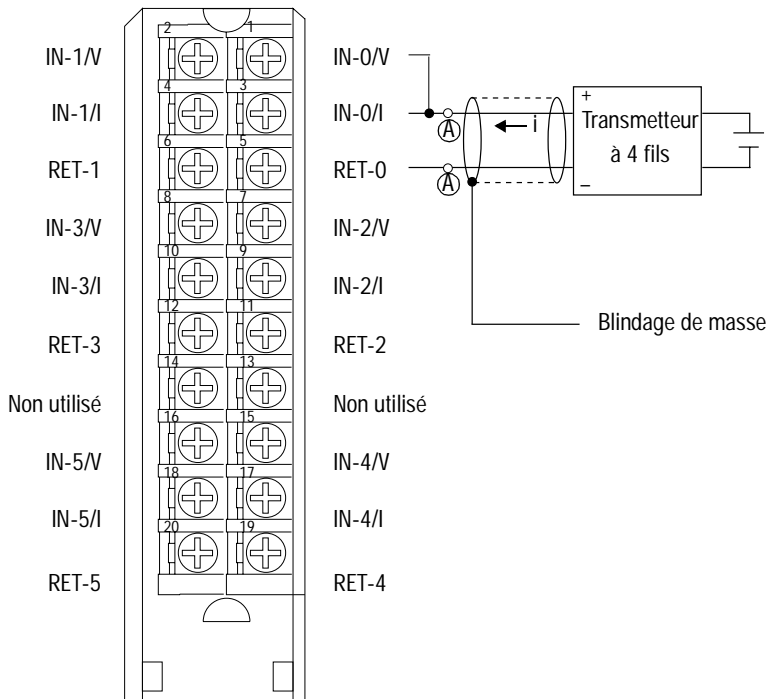 2 1
IN-1/V IN-0/V
4 3
IN-1/I IN-0/I
6 5
RET-1 RET-0
8 7
IN-3/V IN-2/V
10 9
IN-3/I IN-2/I
12 11
RET-3 RET-2
14 13
Non utilisé Non utilisé
16 15
IN-5/V IN-4/V
18 17
IN-5/I IN-4/I
20 19
RET-5 RET-4
A
A
i
+
Transmetteur
à 4 fils
–
Blindage de masse